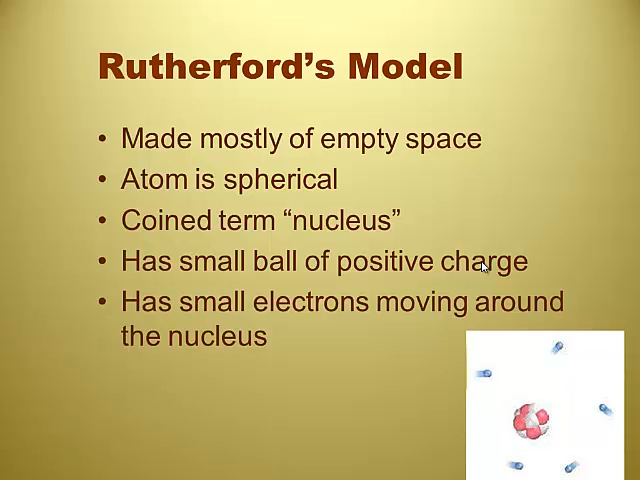 Rutherford’s Model
• Made mostly of empty space
• Atom is spherical
• Coined term “nucleus”
• Has small ball of positive charge
• Has small electrons moving around
the nucleus